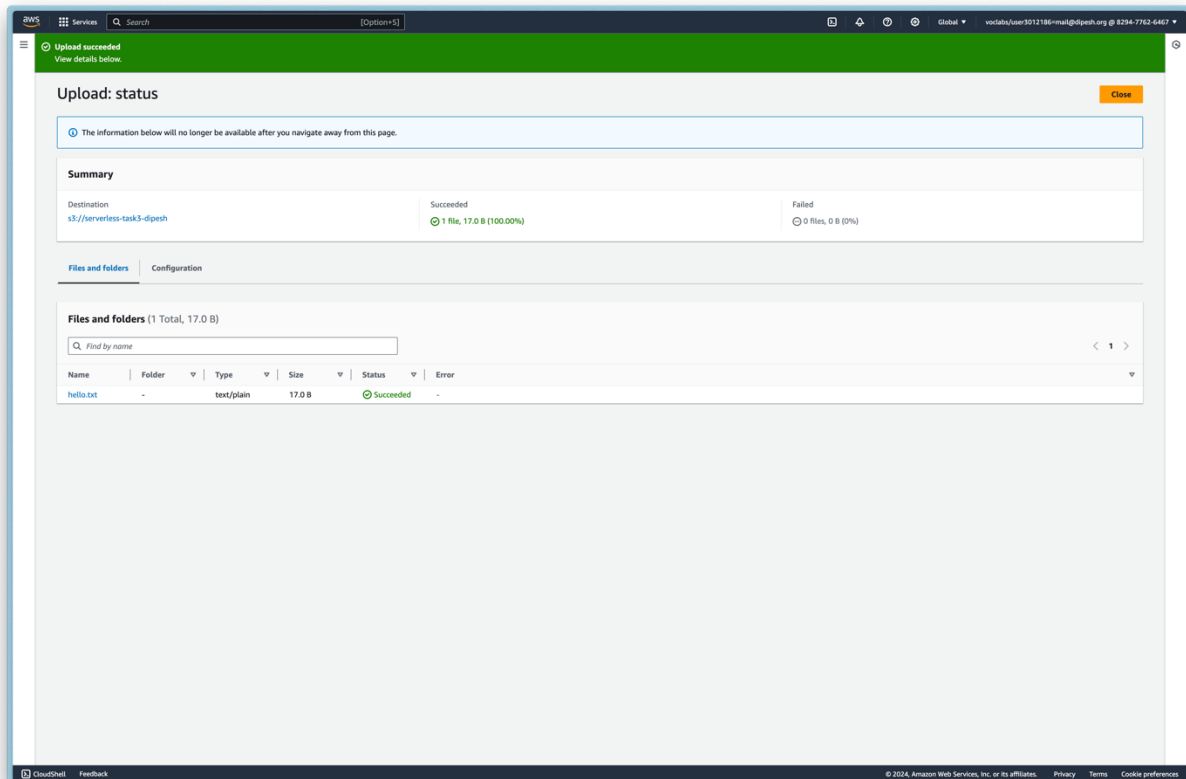 aws Services Search [Option+S] Global voclabs/user3012186=mail@dipesh.org @ 8294-7762-6467
Upload succeeded
View details below.
Upload: status Close
The information below will no longer be available after you navigate away from this page.
Summary
Destination Succeeded Failed
s3://serverless-task3-dipesh 1 file, 17.0 B (100.00%) 0 files, 0 B (0%)
Files and folders Configuration
Files and folders (1 Total, 17.0 B)
Find by name 1
Name Folder Type Size Status Error
hello.txt - text/plain 17.0 B Succeeded -
CloudShell Feedback © 2024, Amazon Web Services, Inc. or its affiliates. Privacy Terms Cookie preferences